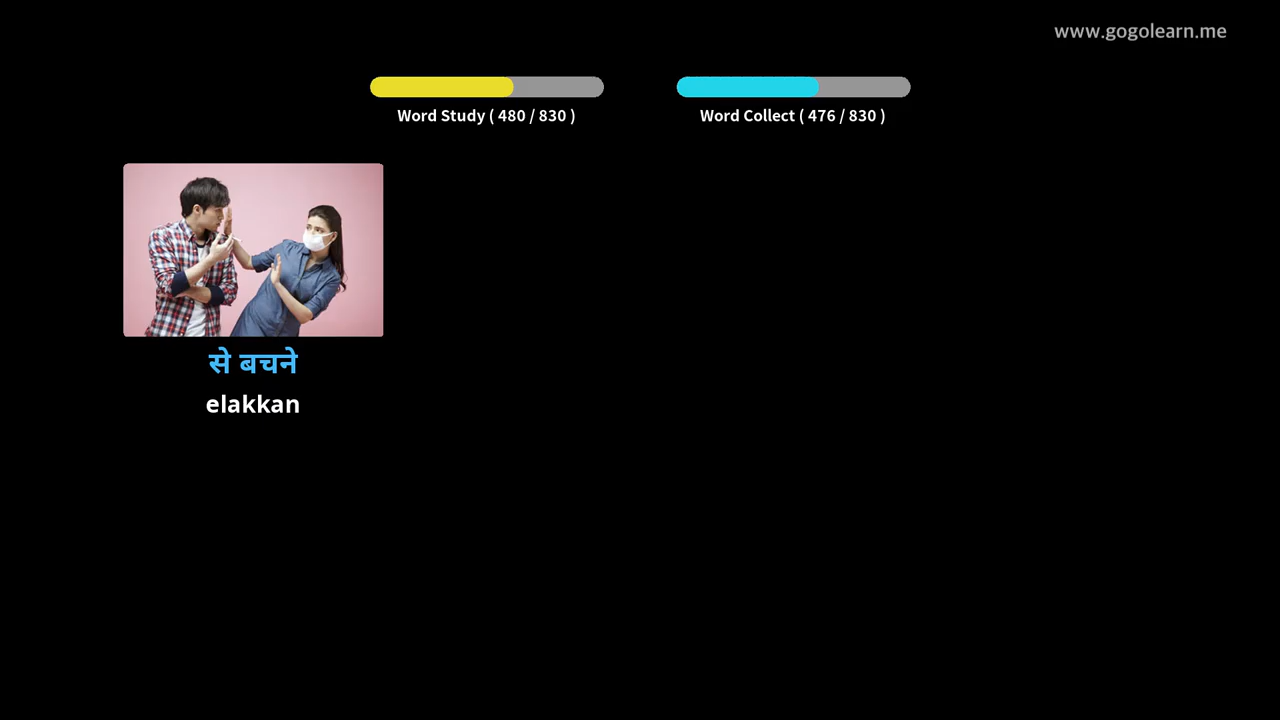 www.gogolearn.me
Word Study ( 480 / 830 )
Word Collect ( 476 / 830 )
से बचने
elakkan